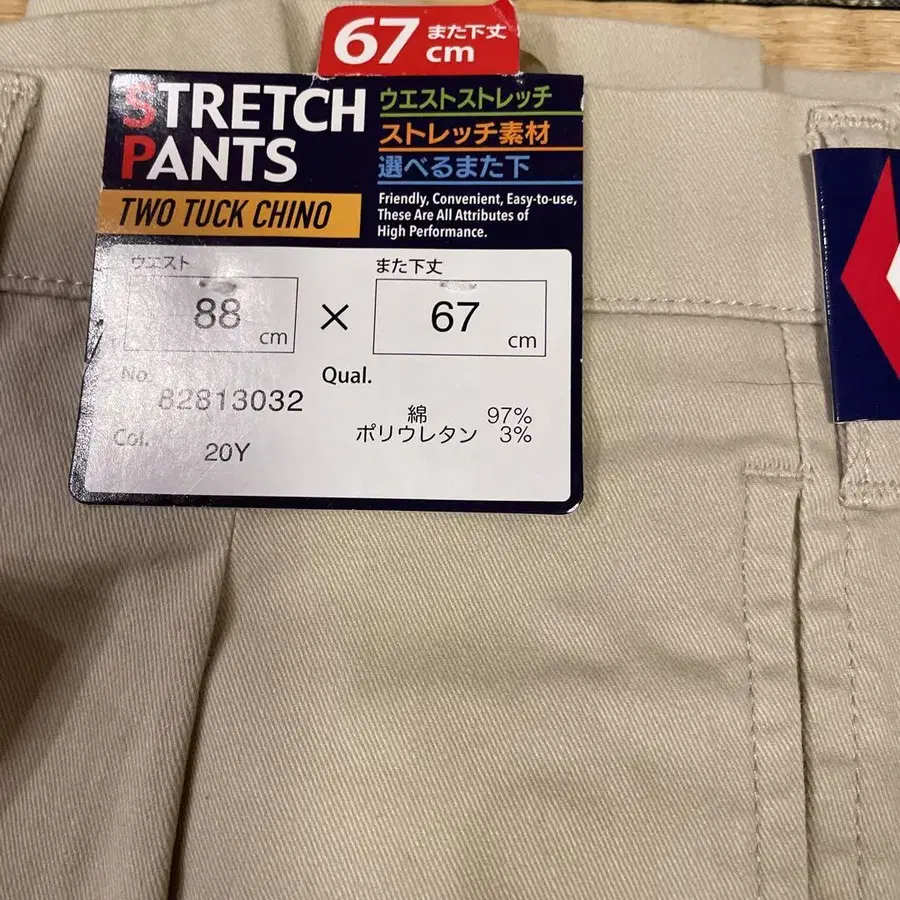 67 また下丈
cm
STRETCH
PANTS
TWO TUCK CHINO
ウエストストレッチ
ストレッチ素材
選べるまた下
Friendly, Convenient, Easy-to-use,
These Are All Attributes of
High Performance.
ウエスト
88 cm
×
また下丈
67 cm
No. 82813032
Col. 20Y
Qual.
綿 97%
ポリウレタン 3%